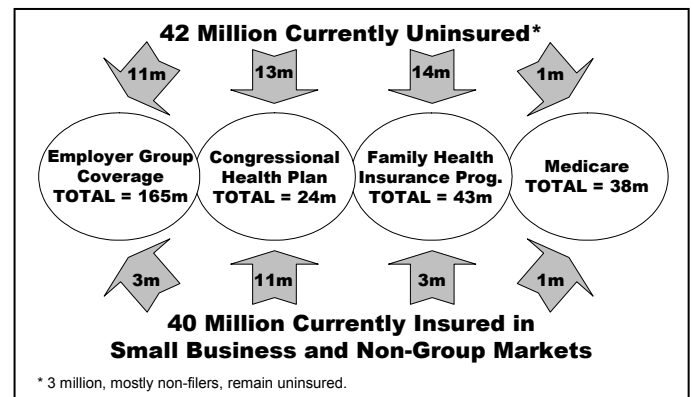 42 Million Currently Uninsured*
11m
13m
14m
1m
Employer Group
Coverage
TOTAL = 165m
Congressional
Health Plan
TOTAL = 24m
Family Health
Insurance Prog.
TOTAL = 43m
Medicare
TOTAL = 38m
3m
11m
3m
1m
40 Million Currently Insured in
Small Business and Non-Group Markets
* 3 million, mostly non-filers, remain uninsured.